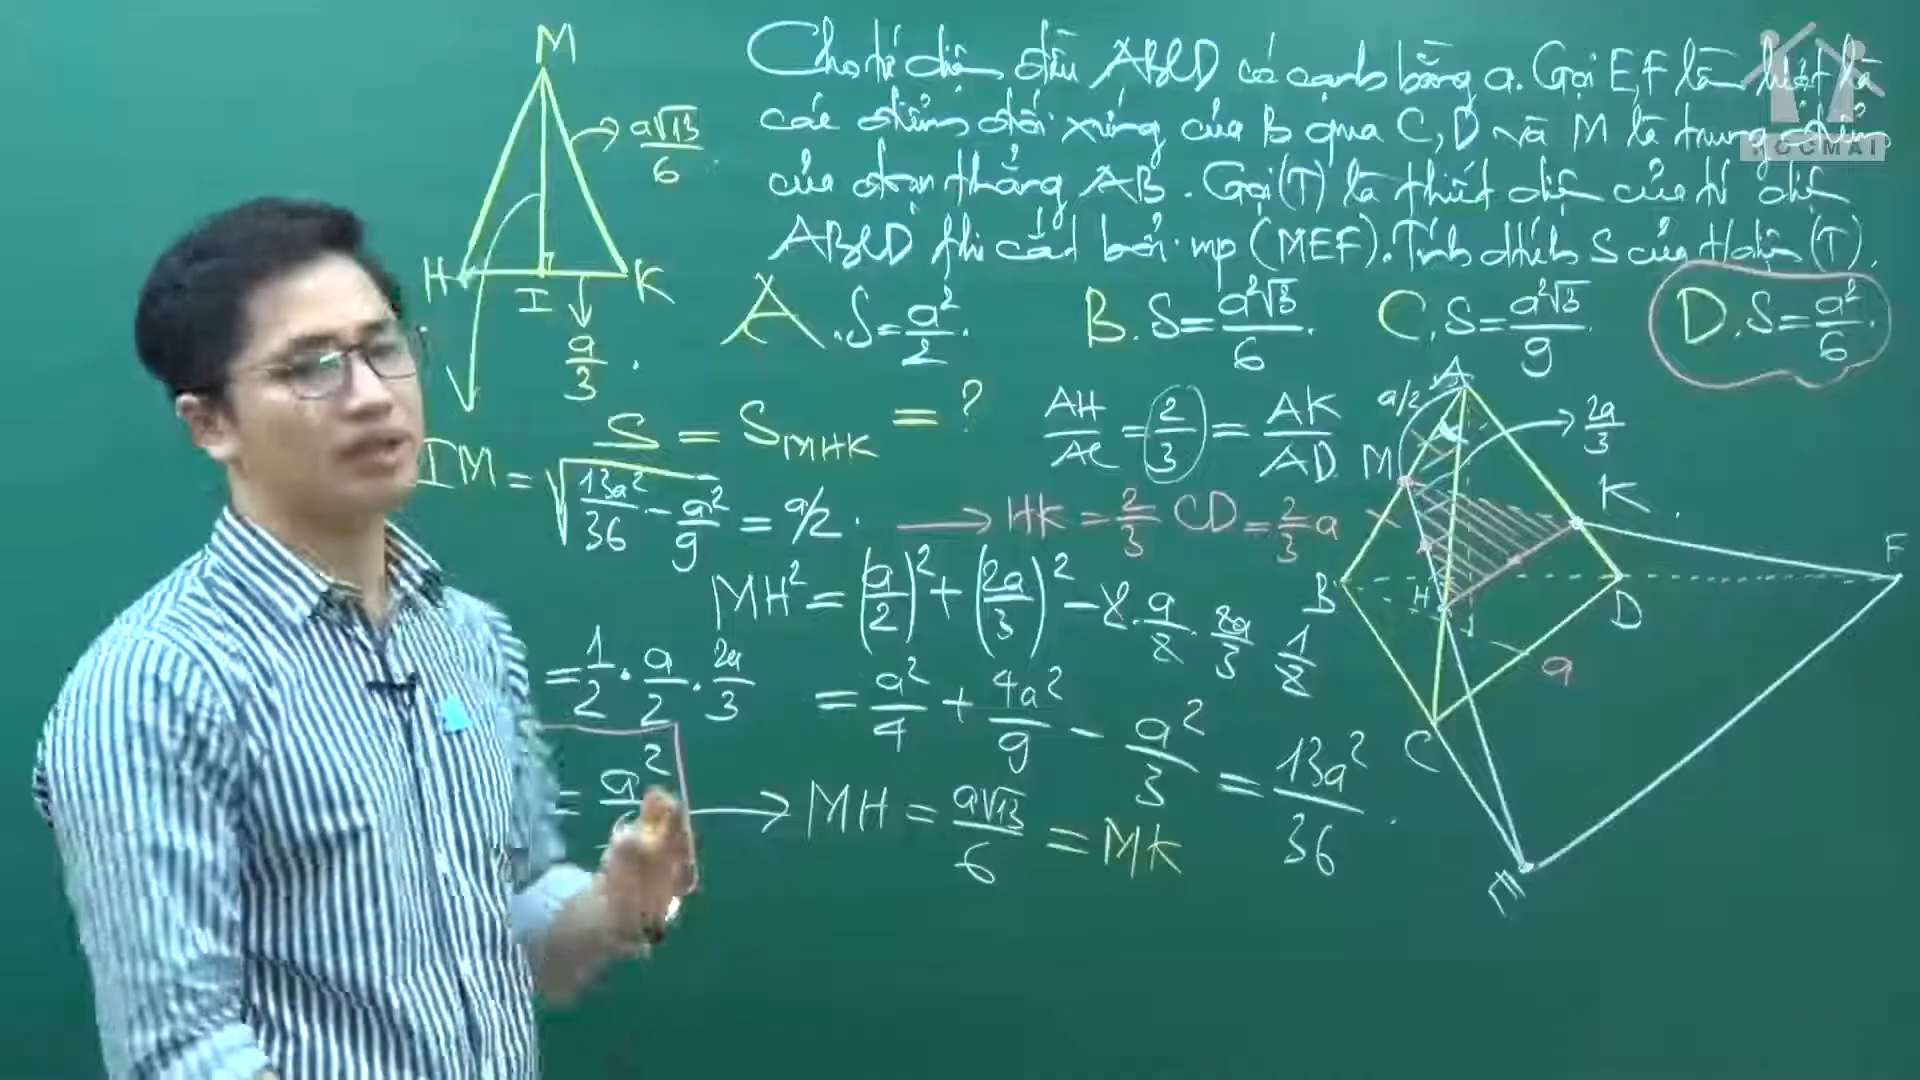 Cho tứ diện đều ABCD có cạnh bằng a. Gọi E,F lần lượt là
các điểm đối xứng của B qua C,D và M là trung điểm
của đoạn thẳng AB. Gọi (T) là thiết diện của tứ diện
ABCD khi cắt bởi mp (MEF). Tính dtích S của thdiện (T).
HOCMAI
A. S = a²/2.
B. S = a²√3/6.
C. S = a²√3/9.
D. S = a²/6.
M
a√13/6
H
I
K
a/3.
S = S MHK = ?
IM = √(13a²/36 - a²/9) = a/2.
AH/AC = 2/3 = AK/AD
→ HK = 2/3 CD = 2/3 a
MH² = (a/2)² + (2a/3)² - 2.a/2.2a/3.1/2
= 1/2 . a/2 . 2a/3
= a²/4 + 4a²/9 - a²/3 = 13a²/36.
= a²
→ MH = a√13/6 = MK
A
a/2
2a/3
M
K
B
H
D
F
a
C